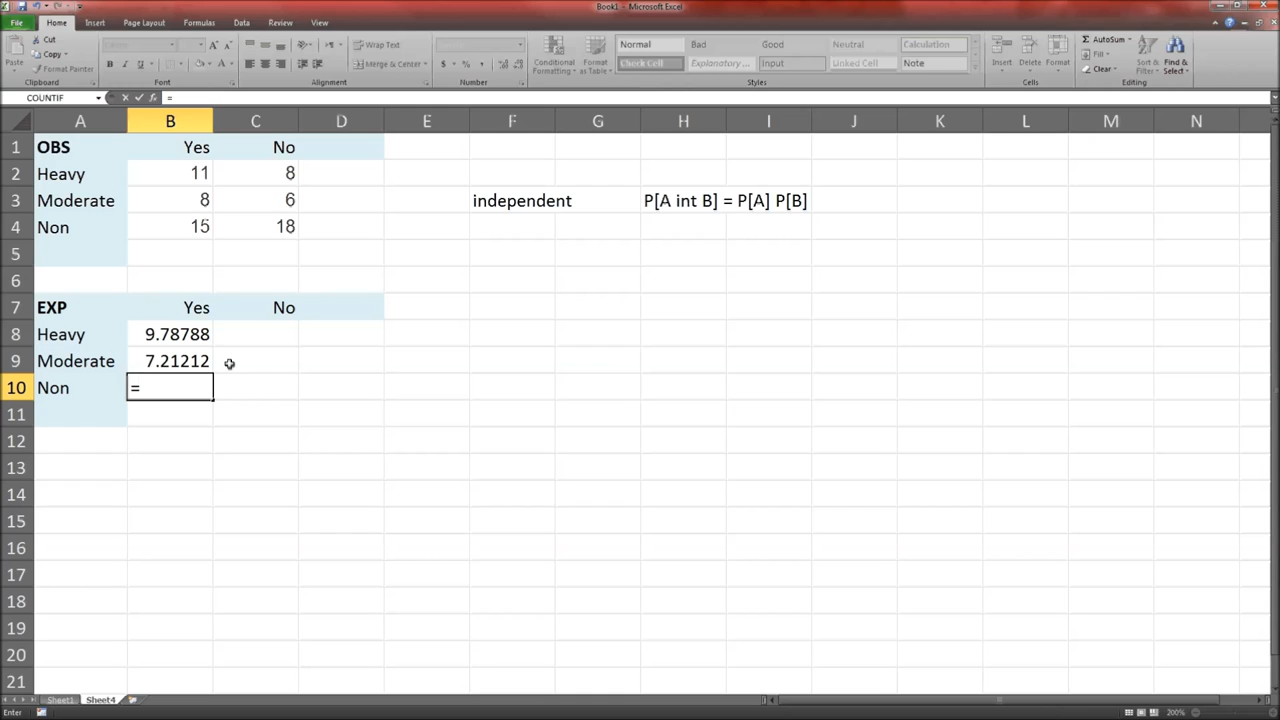 Book1 - Microsoft Excel
File Home Insert Page Layout Formulas Data Review View
Cut
Copy
Format Painter
Paste
Clipboard Font Alignment Number Styles Cells Editing
Wrap Text
Merge & Center
Conditional Formatting
Format as Table
Normal Bad Good Neutral Calculation
Check Cell Explanatory ... Input Linked Cell Note
Insert Delete Format
AutoSum
Fill
Clear
Sort & Filter
Find & Select
COUNTIF =
A B C D E F G H I J K L M N
1 OBS Yes No
2 Heavy 11 8
3 Moderate 8 6 independent P[A int B] = P[A] P[B]
4 Non 15 18
5
6
7 EXP Yes No
8 Heavy 9.78788
9 Moderate 7.21212
10 Non =
11
12
13
14
15
16
17
18
19
20
21
Sheet1 Sheet4
Enter 200%